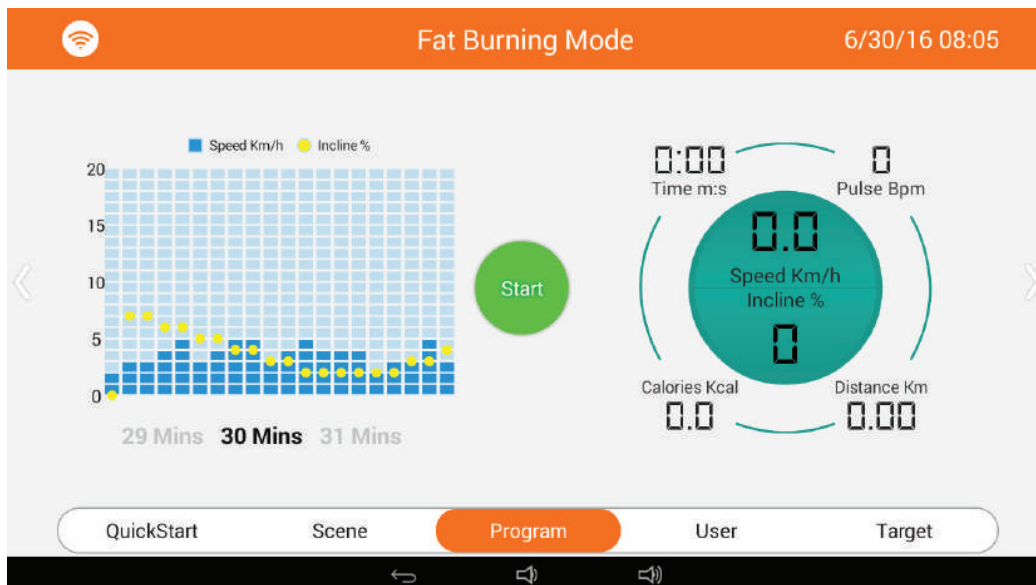 Fat Burning Mode
6/30/16 08:05
Speed Km/h Incline %
20
15
10
5
0
29 Mins 30 Mins 31 Mins
Start
0:00
Time m:s
0
Pulse Bpm
0.0
Speed Km/h
Incline %
0
Calories Kcal
0.0
Distance Km
0.00
QuickStart Scene Program User Target